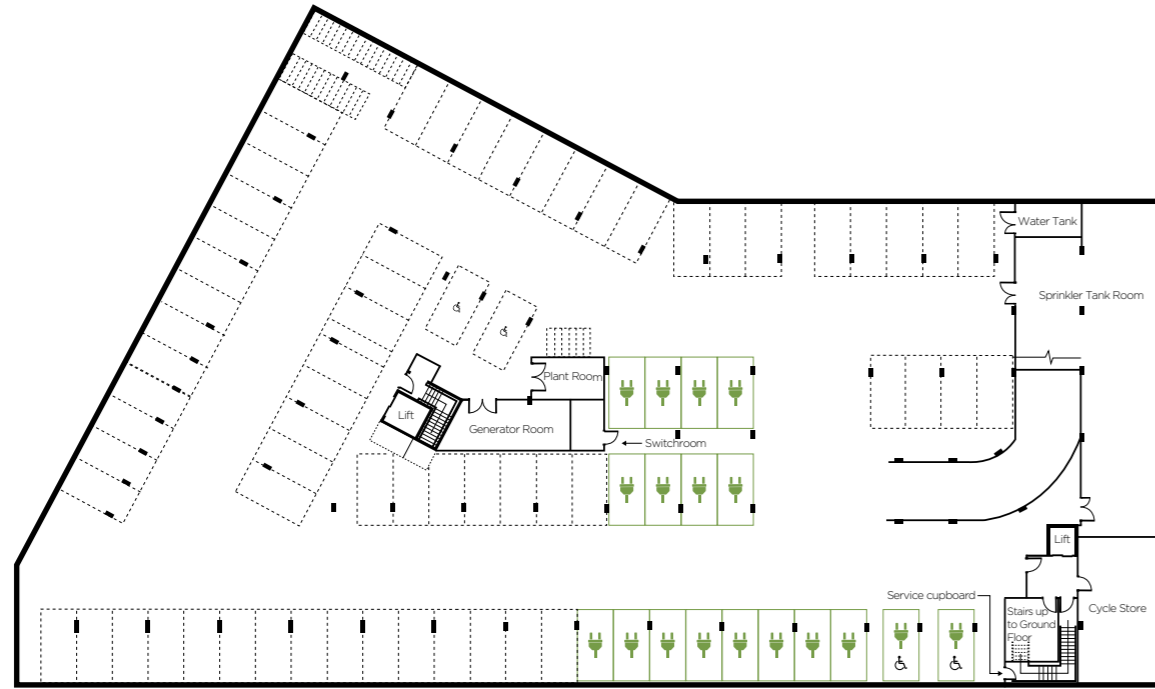 Water Tank
Sprinkler Tank Room
Plant Room
Lift
Generator Room
Switchroom
Lift
Service cupboard
Stairs up
to Ground
Floor
Cycle Store